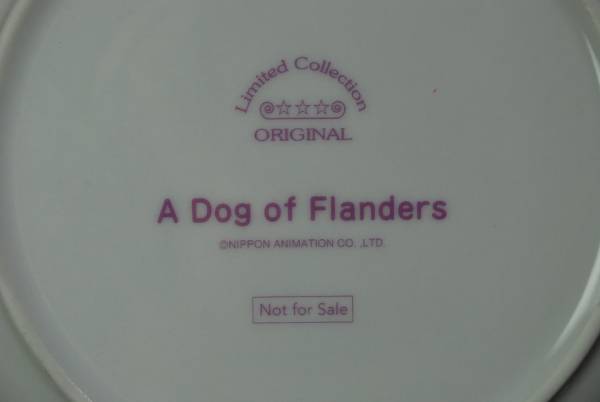 Limited Collection
ORIGINAL
A Dog of Flanders
©NIPPON ANIMATION CO. ,LTD.
Not for Sale